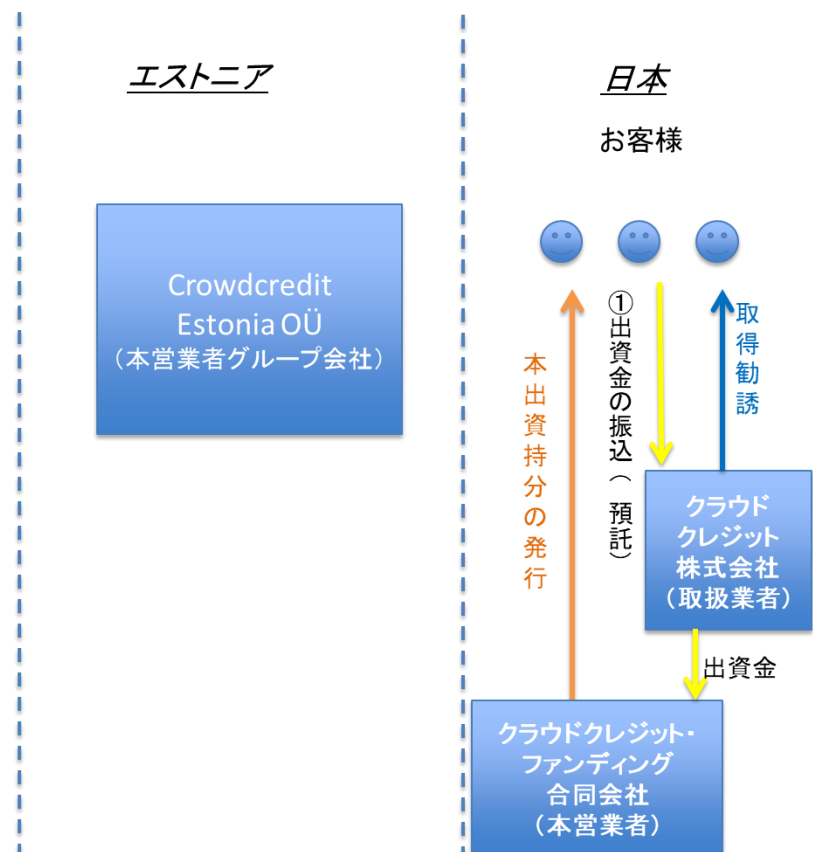 エストニア
日本
お客様
Crowdcredit
Estonia OÜ
（本営業者グループ会社）
本出資持分の発行
①出資金の振込（預託）
取得勧誘
クラウド
クレジット
株式会社
（取扱業者）
出資金
クラウドクレジット・
ファンディング
合同会社
（本営業者）